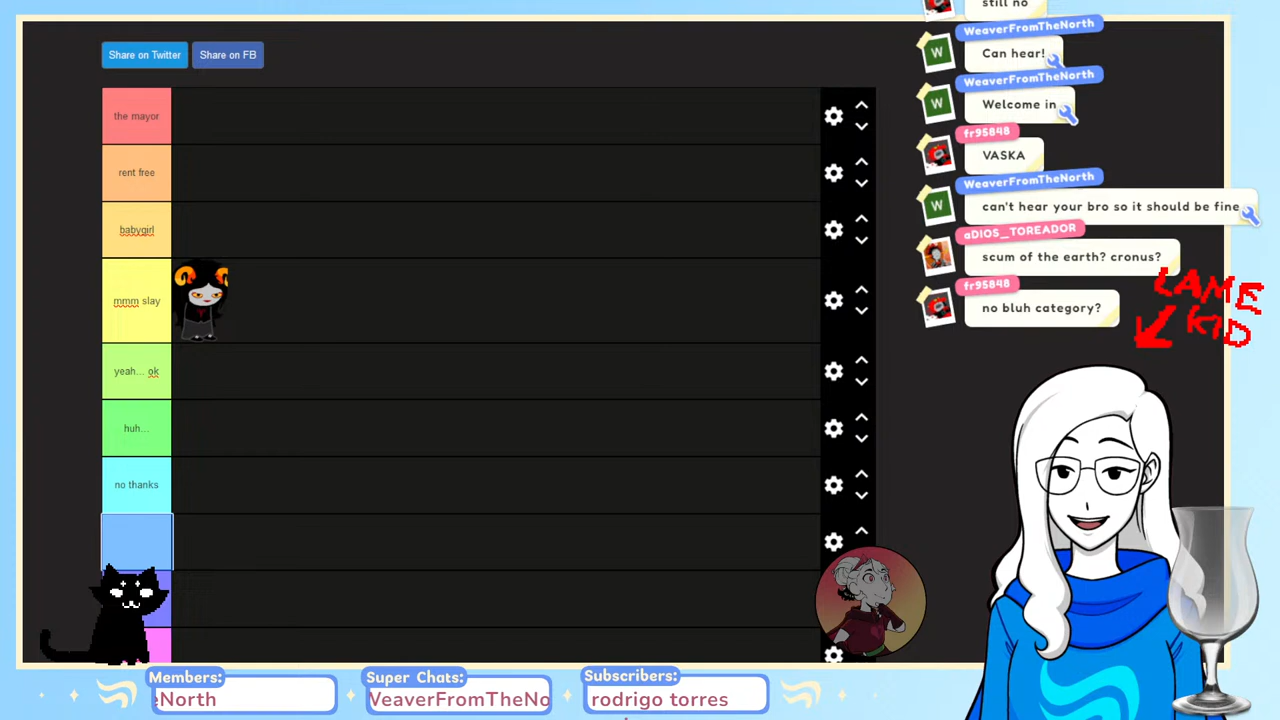 Share on Twitter
Share on FB
the mayor
rent free
babygirl
mmm slay
yeah... ok
huh...
no thanks
still no
WeaverFromTheNorth
Can hear!
WeaverFromTheNorth
Welcome in
fr95848
VASKA
WeaverFromTheNorth
can't hear your bro so it should be fine
aDIOS_TOREADOR
scum of the earth? cronus?
fr95848
no bluh category?
LAME
KID
Members:
eNorth
Super Chats:
WeaverFromTheNo
Subscribers:
rodrigo torres